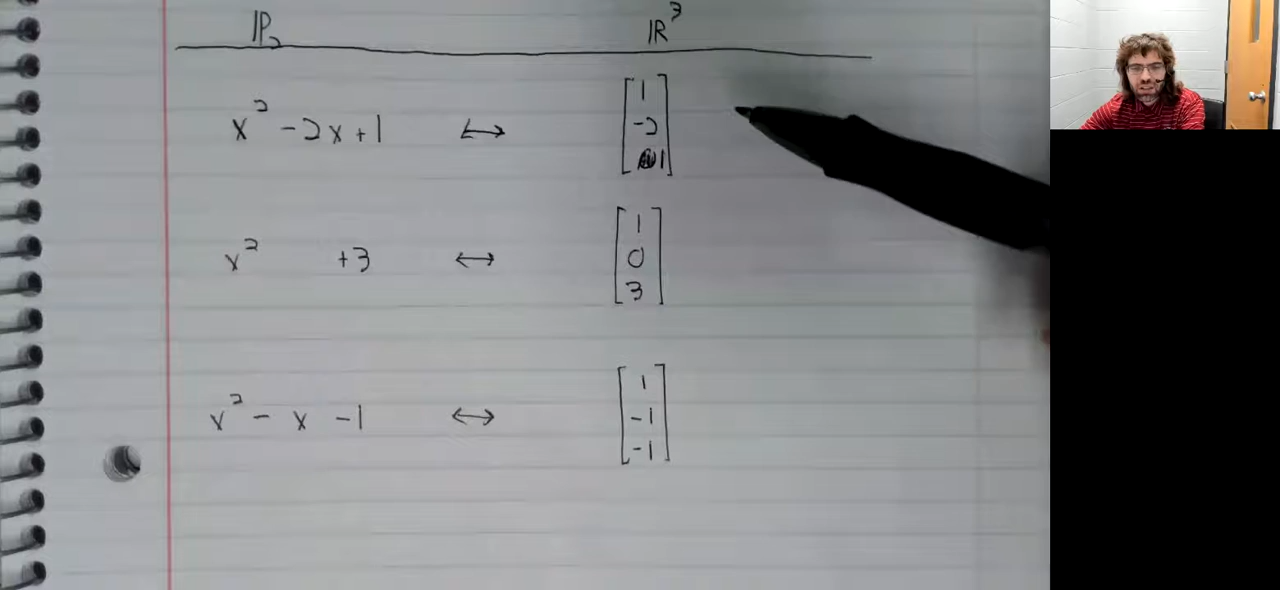 ℙ₂ ℝ³
x² - 2x + 1 ↔ [1 -2 1]
x² + 3 ↔ [1 0 3]
x² - x - 1 ↔ [1 -1 -1]